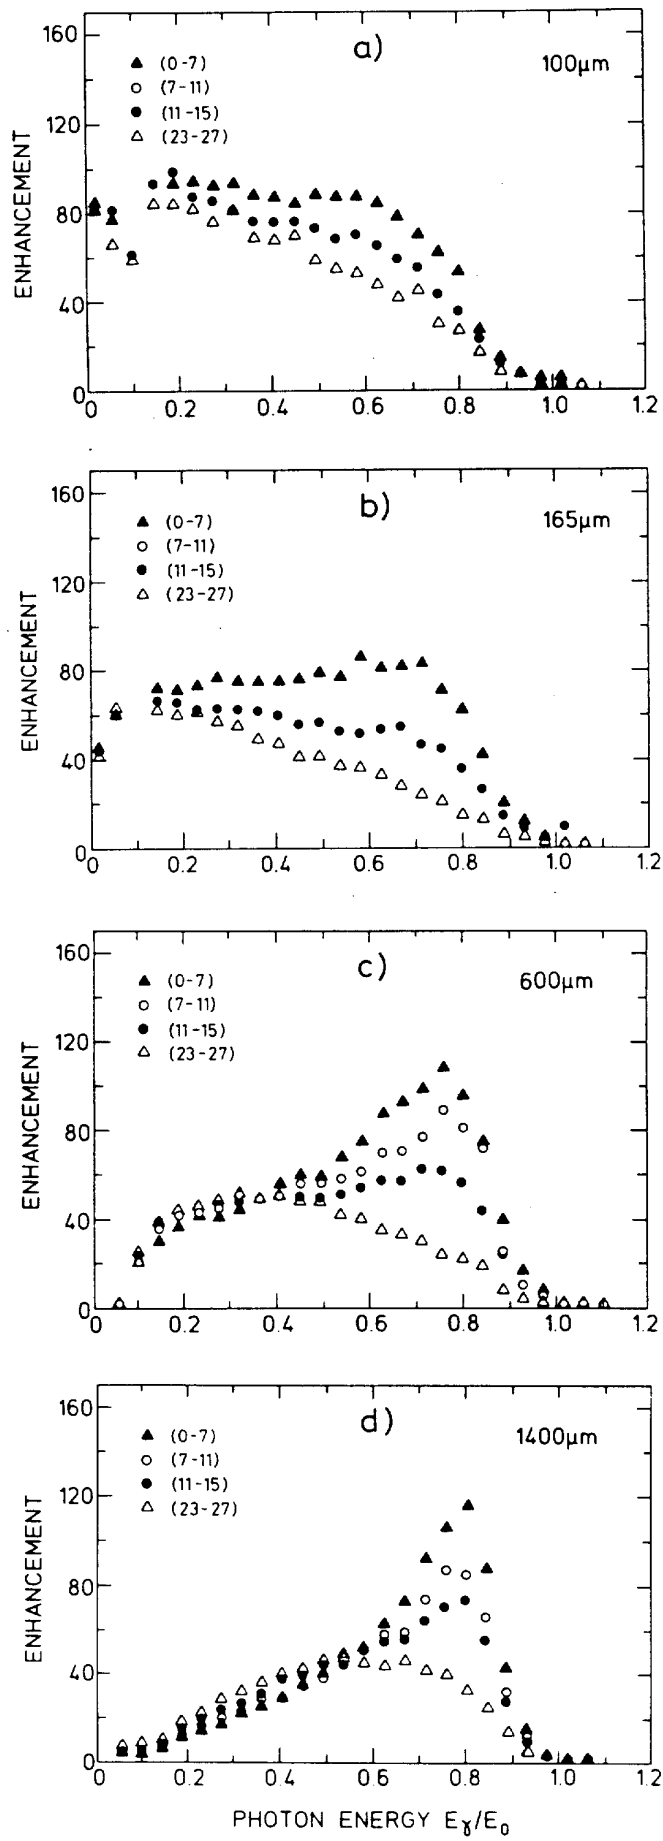 160
120
80
40
0
ENHANCEMENT
a)
100μm
▲ (0-7)
○ (7-11)
● (11-15)
△ (23-27)
0 0.2 0.4 0.6 0.8 1.0 1.2
160
120
80
40
0
ENHANCEMENT
b)
165μm
▲ (0-7)
○ (7-11)
● (11-15)
△ (23-27)
0 0.2 0.4 0.6 0.8 1.0 1.2
160
120
80
40
0
ENHANCEMENT
c)
600μm
▲ (0-7)
○ (7-11)
● (11-15)
△ (23-27)
0 0.2 0.4 0.6 0.8 1.0 1.2
160
120
80
40
0
ENHANCEMENT
d)
1400μm
▲ (0-7)
○ (7-11)
● (11-15)
△ (23-27)
0 0.2 0.4 0.6 0.8 1.0 1.2
PHOTON ENERGY Eγ/E₀